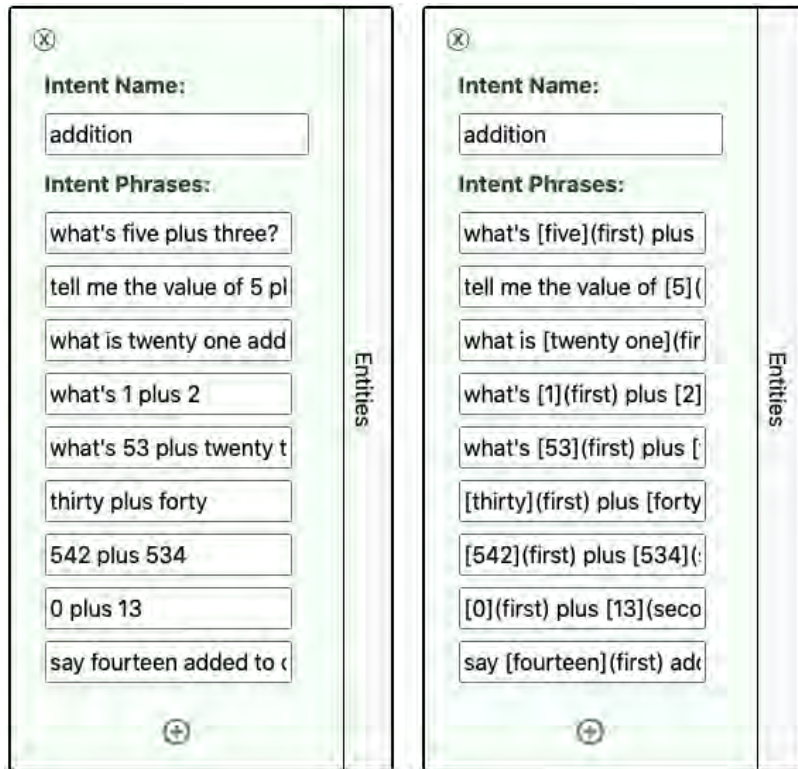 Intent Name:
addition
Intent Phrases:
what's five plus three?
tell me the value of 5 pl
what is twenty one add
what's 1 plus 2
what's 53 plus twenty t
thirty plus forty
542 plus 534
0 plus 13
say fourteen added to
Entities
Intent Name:
addition
Intent Phrases:
what's [five](first) plus
tell me the value of [5](
what is [twenty one](fir
what's [1](first) plus [2]
what's [53](first) plus [
[thirty](first) plus [forty
[542](first) plus [534](
[0](first) plus [13](seco
say [fourteen](first) add
Entities